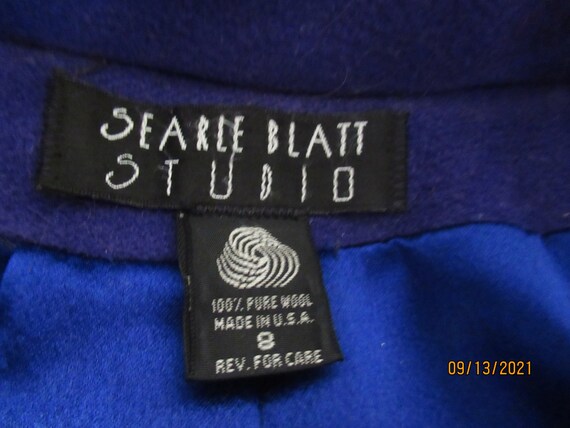 SEARLE BLATT
STUDIO
100% PURE WOOL
MADE IN U.S.A.
8
REV. FOR CARE
09/13/2021